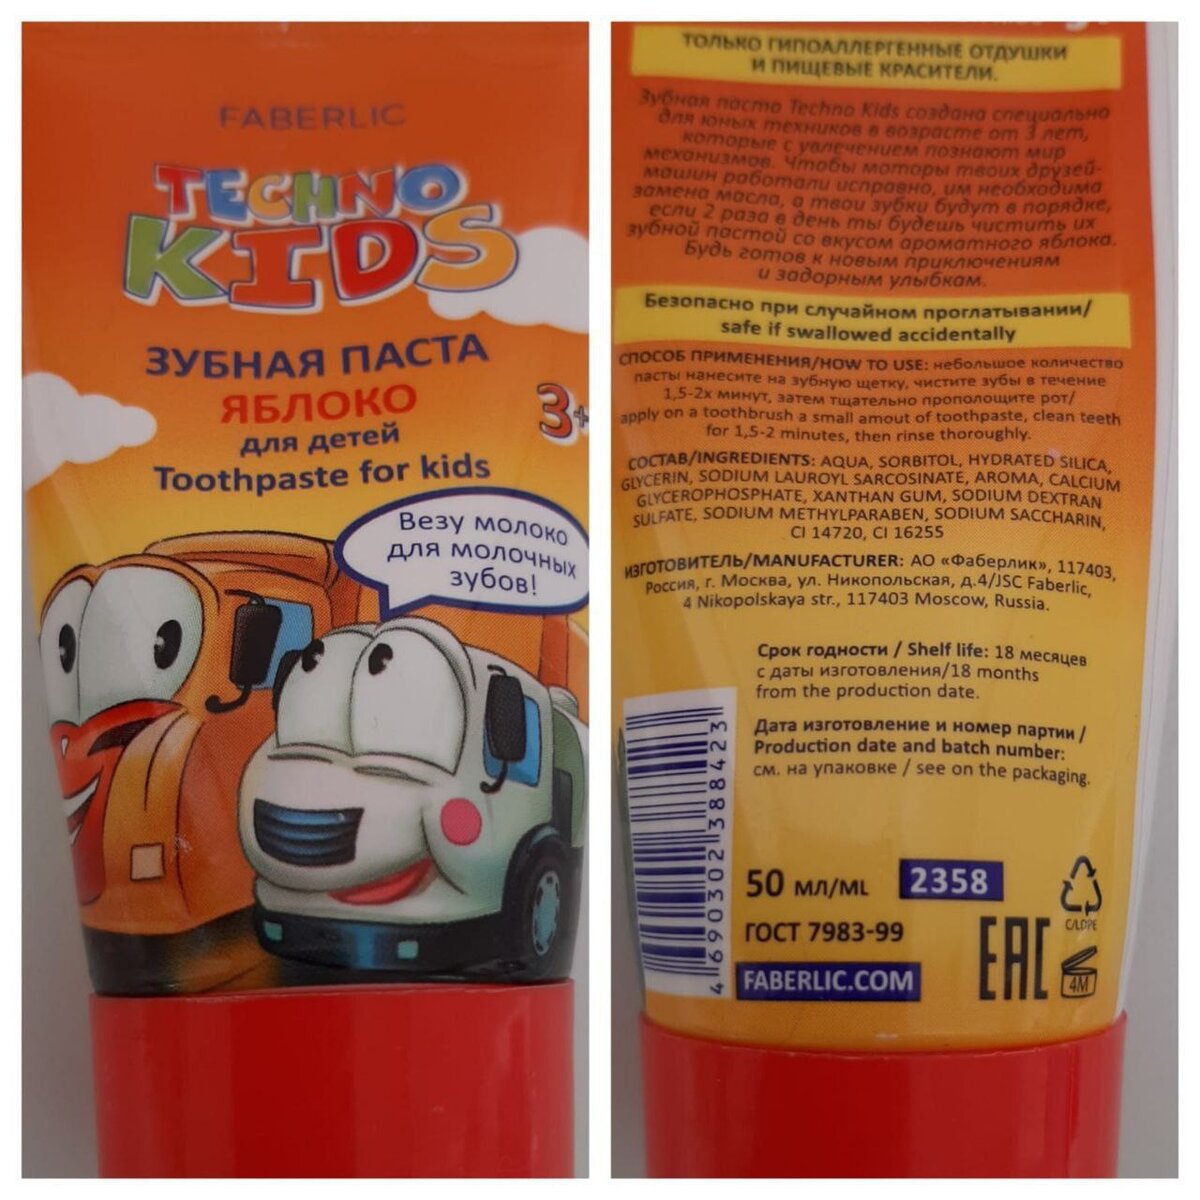 FABERLIC
TECHNO
KIDS
ЗУБНАЯ ПАСТА
ЯБЛОКО
для детей
3+
Toothpaste for kids
Везу молоко
для молочных
зубов!
ТОЛЬКО ГИПОАЛЛЕРГЕННЫЕ ОТДУШКИ
И ПИЩЕВЫЕ КРАСИТЕЛИ.
Зубная паста Techno Kids создана специально
для юных техников в возрасте от 3 лет,
которые с увлечением познают мир
механизмов. Чтобы моторы твоих друзей-
машин работали исправно, им необходима
замена масла, а твои зубки будут в порядке,
если 2 раза в день ты будешь чистить их
зубной пастой со вкусом ароматного яблока.
Будь готов к новым приключениям
и задорным улыбкам.
Безопасно при случайном проглатывании/
safe if swallowed accidentally
СПОСОБ ПРИМЕНЕНИЯ/HOW TO USE: небольшое количество
пасты нанесите на зубную щетку, чистите зубы в течение
1,5-2х минут, затем тщательно прополощите рот/
apply on a toothbrush a small amout of toothpaste, clean teeth
for 1,5-2 minutes, then rinse thoroughly.
СОСТАВ/INGREDIENTS: AQUA, SORBITOL, HYDRATED SILICA,
GLYCERIN, SODIUM LAUROYL SARCOSINATE, AROMA, CALCIUM
GLYCEROPHOSPHATE, XANTHAN GUM, SODIUM DEXTRAN
SULFATE, SODIUM METHYLPARABEN, SODIUM SACCHARIN,
CI 14720, CI 16255
ИЗГОТОВИТЕЛЬ/MANUFACTURER: АО «Фаберлик», 117403,
Россия, г. Москва, ул. Никопольская, д.4/JSC Faberlic,
4 Nikopolskaya str., 117403 Moscow, Russia.
Срок годности / Shelf life: 18 месяцев
с даты изготовления/18 months
from the production date.
Дата изготовление и номер партии /
Production date and batch number:
см. на упаковке / see on the packaging.
4 690302 388423
50 МЛ/ML 2358
C/LDPE
ГОСТ 7983-99
EAC
4M
FABERLIC.COM